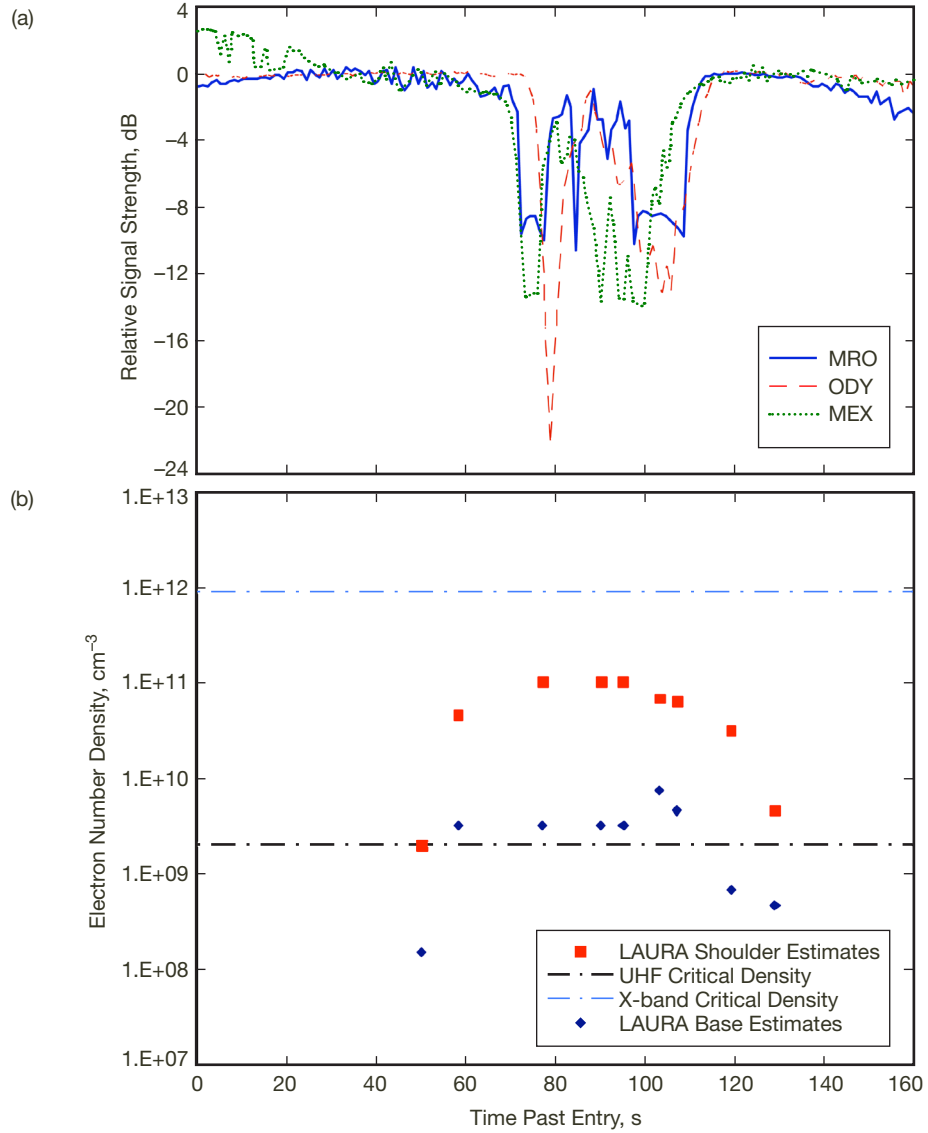 (a)
0
−4
−8
−12
−16
−20
−24
Relative Signal Strength, dB
MRO
ODY
MEX
(b)
1.E+13
1.E+12
1.E+11
1.E+10
1.E+09
1.E+08
1.E+07
Electron Number Density, cm⁻³
LAURA Shoulder Estimates
UHF Critical Density
X-band Critical Density
LAURA Base Estimates
0 20 40 60 80 100 120 140 160
Time Past Entry, s